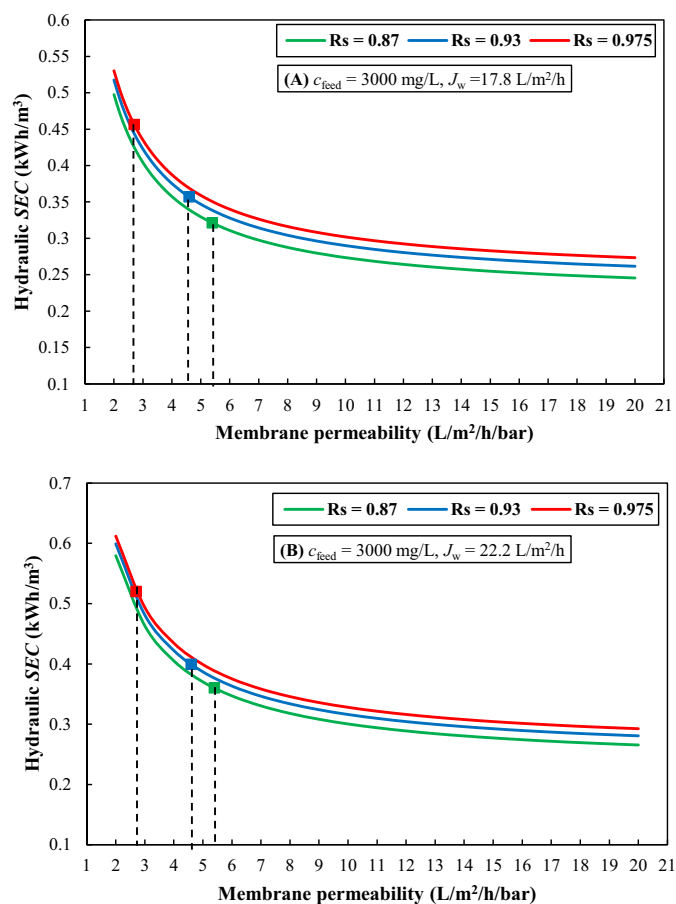 0.6
0.55
0.5
0.45
0.4
0.35
0.3
0.25
0.2
0.15
0.1
Hydraulic SEC (kWh/m³)
Rs = 0.87 Rs = 0.93 Rs = 0.975
(A) c_feed = 3000 mg/L, J_w =17.8 L/m²/h
1 2 3 4 5 6 7 8 9 10 11 12 13 14 15 16 17 18 19 20 21
Membrane permeability (L/m²/h/bar)
0.7
0.6
0.5
0.4
0.3
0.2
0.1
Hydraulic SEC (kWh/m³)
Rs = 0.87 Rs = 0.93 Rs = 0.975
(B) c_feed = 3000 mg/L, J_w = 22.2 L/m²/h
1 2 3 4 5 6 7 8 9 10 11 12 13 14 15 16 17 18 19 20 21
Membrane permeability (L/m²/h/bar)